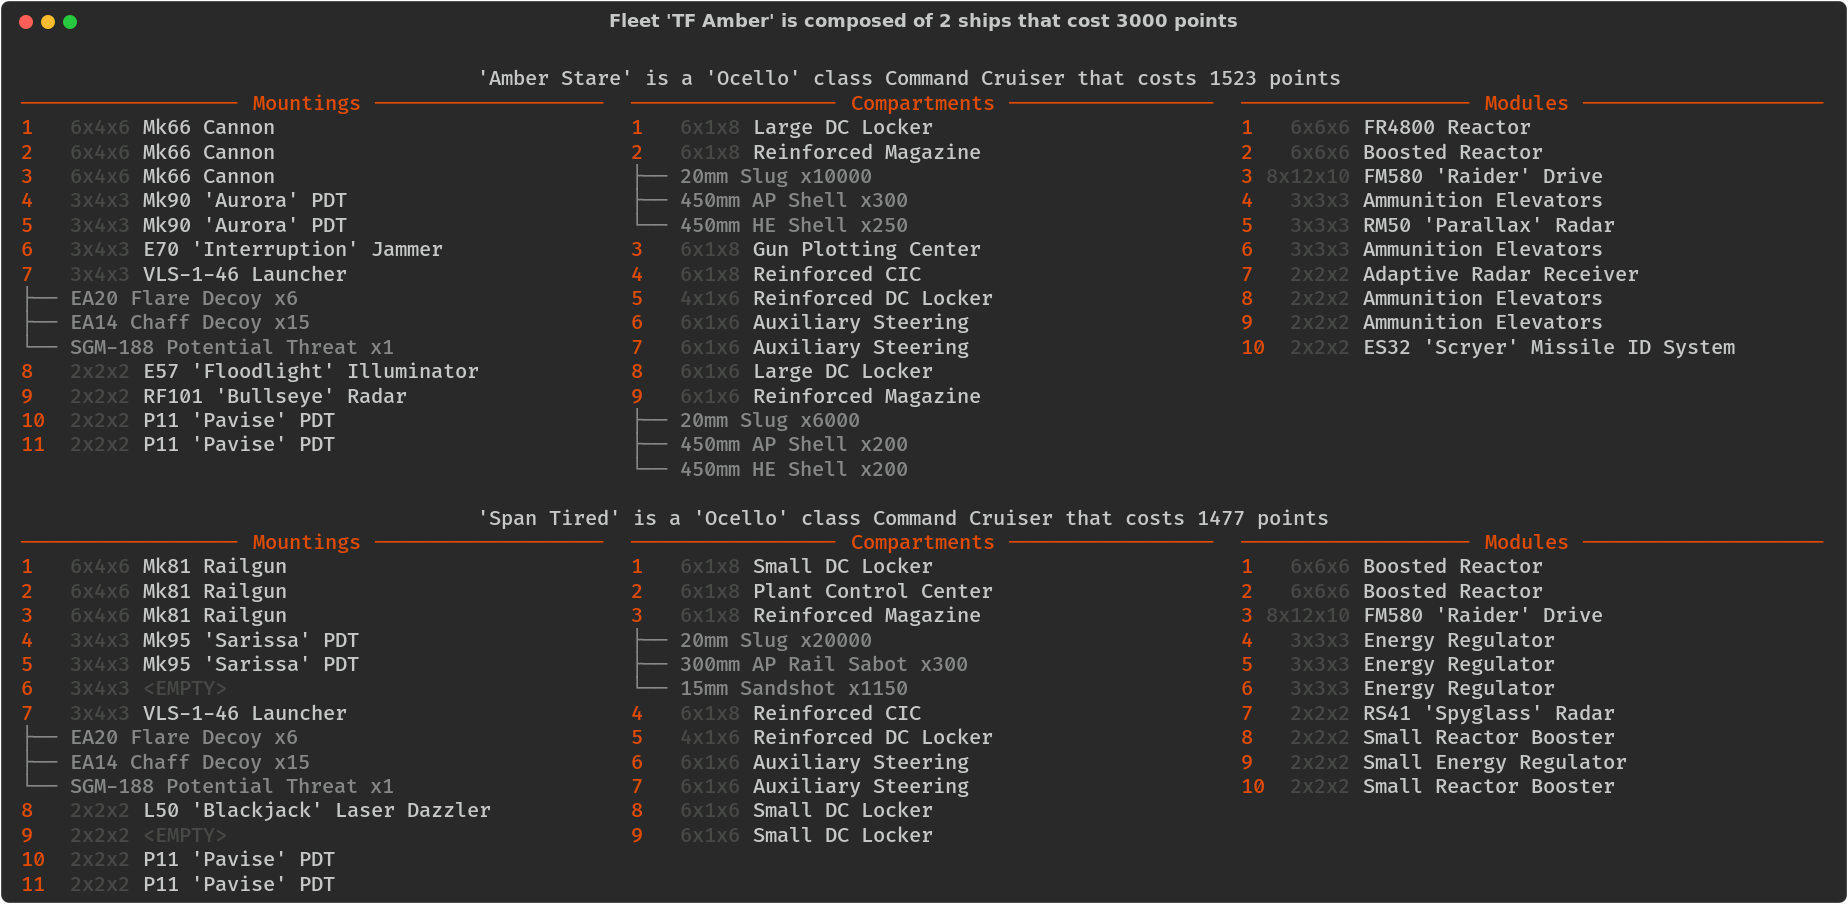 Fleet 'TF Amber' is composed of 2 ships that cost 3000 points
'Amber Stare' is a 'Ocello' class Command Cruiser that costs 1523 points
Mountings
1 6x4x6 Mk66 Cannon
2 6x4x6 Mk66 Cannon
3 6x4x6 Mk66 Cannon
4 3x4x3 Mk90 'Aurora' PDT
5 3x4x3 Mk90 'Aurora' PDT
6 3x4x3 E70 'Interruption' Jammer
7 3x4x3 VLS-1-46 Launcher
EA20 Flare Decoy x6
EA14 Chaff Decoy x15
SGM-188 Potential Threat x1
8 2x2x2 E57 'Floodlight' Illuminator
9 2x2x2 RF101 'Bullseye' Radar
10 2x2x2 P11 'Pavise' PDT
11 2x2x2 P11 'Pavise' PDT
Compartments
1 6x1x8 Large DC Locker
2 6x1x8 Reinforced Magazine
20mm Slug x10000
450mm AP Shell x300
450mm HE Shell x250
3 6x1x8 Gun Plotting Center
4 6x1x8 Reinforced CIC
5 4x1x6 Reinforced DC Locker
6 6x1x6 Auxiliary Steering
7 6x1x6 Auxiliary Steering
8 6x1x6 Large DC Locker
9 6x1x6 Reinforced Magazine
20mm Slug x6000
450mm AP Shell x200
450mm HE Shell x200
Modules
1 6x6x6 FR4800 Reactor
2 6x6x6 Boosted Reactor
3 8x12x10 FM580 'Raider' Drive
4 3x3x3 Ammunition Elevators
5 3x3x3 RM50 'Parallax' Radar
6 3x3x3 Ammunition Elevators
7 2x2x2 Adaptive Radar Receiver
8 2x2x2 Ammunition Elevators
9 2x2x2 Ammunition Elevators
10 2x2x2 ES32 'Scryer' Missile ID System
'Span Tired' is a 'Ocello' class Command Cruiser that costs 1477 points
Mountings
1 6x4x6 Mk81 Railgun
2 6x4x6 Mk81 Railgun
3 6x4x6 Mk81 Railgun
4 3x4x3 Mk95 'Sarissa' PDT
5 3x4x3 Mk95 'Sarissa' PDT
6 3x4x3 <EMPTY>
7 3x4x3 VLS-1-46 Launcher
EA20 Flare Decoy x6
EA14 Chaff Decoy x15
SGM-188 Potential Threat x1
8 2x2x2 L50 'Blackjack' Laser Dazzler
9 2x2x2 <EMPTY>
10 2x2x2 P11 'Pavise' PDT
11 2x2x2 P11 'Pavise' PDT
Compartments
1 6x1x8 Small DC Locker
2 6x1x8 Plant Control Center
3 6x1x8 Reinforced Magazine
20mm Slug x20000
300mm AP Rail Sabot x300
15mm Sandshot x1150
4 6x1x8 Reinforced CIC
5 4x1x6 Reinforced DC Locker
6 6x1x6 Auxiliary Steering
7 6x1x6 Auxiliary Steering
8 6x1x6 Small DC Locker
9 6x1x6 Small DC Locker
Modules
1 6x6x6 Boosted Reactor
2 6x6x6 Boosted Reactor
3 8x12x10 FM580 'Raider' Drive
4 3x3x3 Energy Regulator
5 3x3x3 Energy Regulator
6 3x3x3 Energy Regulator
7 2x2x2 RS41 'Spyglass' Radar
8 2x2x2 Small Reactor Booster
9 2x2x2 Small Energy Regulator
10 2x2x2 Small Reactor Booster